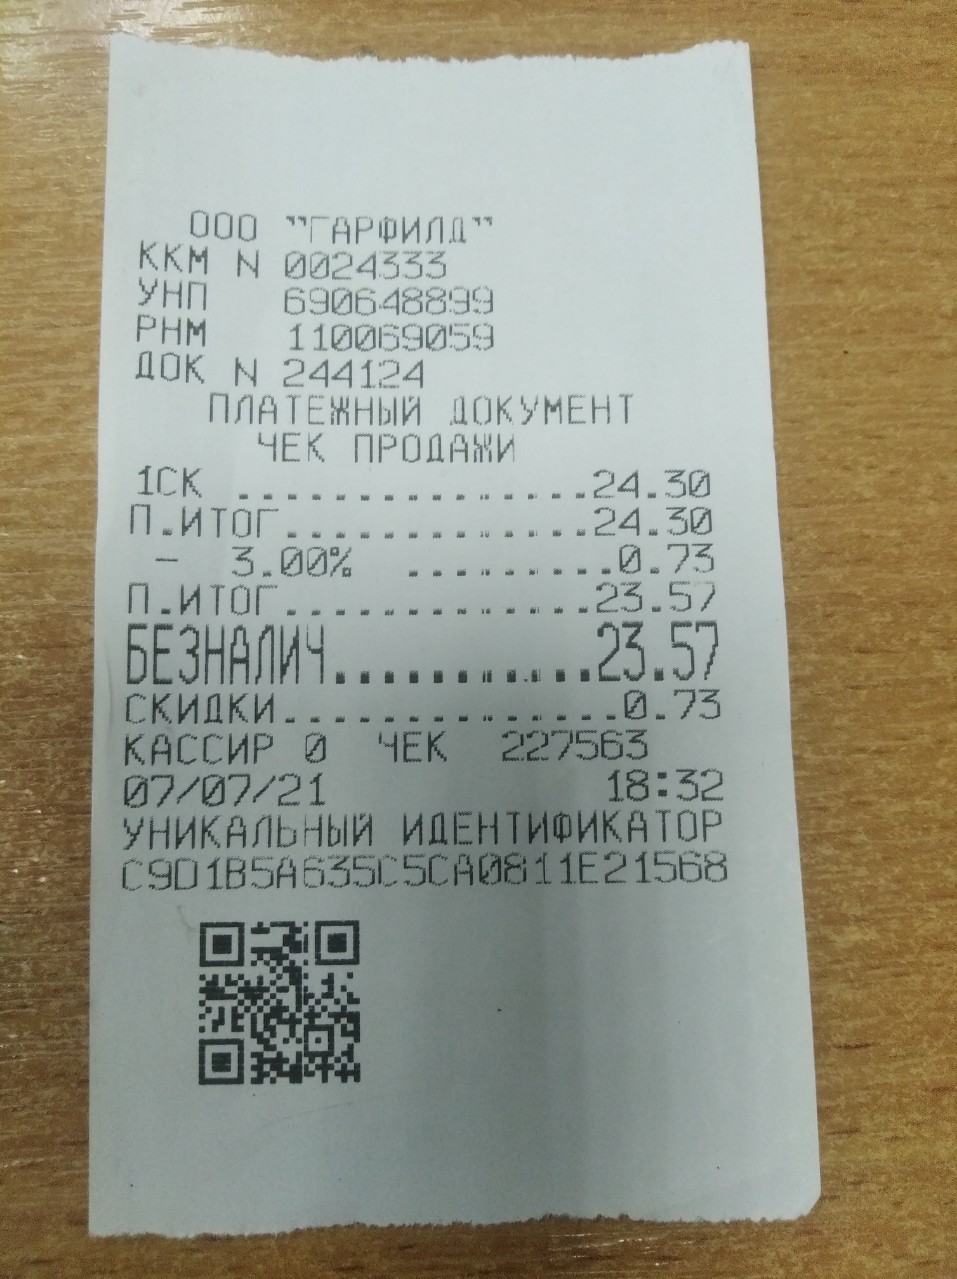 ООО "ГАРФИЛД"
ККМ N 0024333
УНП 690648899
РНМ 110069059
ДОК N 244124
ПЛАТЕЖНЫЙ ДОКУМЕНТ
ЧЕК ПРОДАЖИ
1СК ...............24.30
П.ИТОГ.............24.30
- 3.00% .........0.73
П.ИТОГ.............23.57
БЕЗНАЛИЧ...........23.57
СКИДКИ..............0.73
КАССИР 0 ЧЕК 227563
07/07/21 18:32
УНИКАЛЬНЫЙ ИДЕНТИФИКАТОР
C9D1B5A635C5CA0811E21568